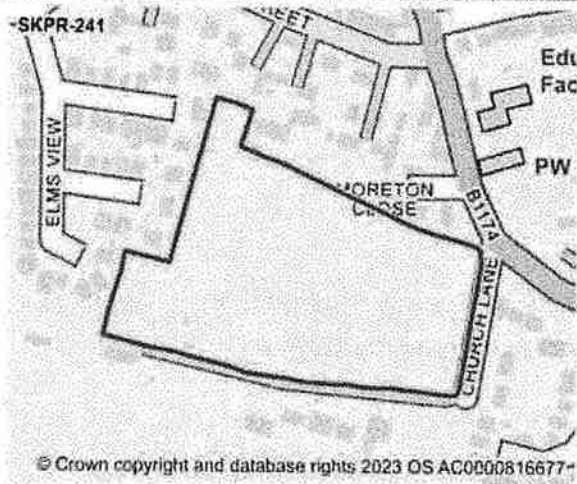 -SKPR-241
REET
Edu
Fac
ELMS VIEW
MORETON
CLOSE
PW
B1174
CHURCH LANE
© Crown copyright and database rights 2023 OS AC0000816677